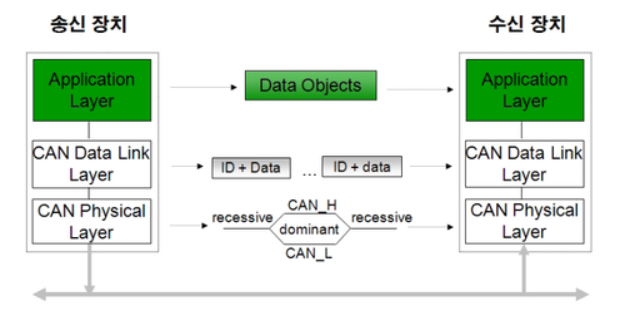 송신 장치
수신 장치
Application
Layer
Data Objects
Application
Layer
CAN Data Link
Layer
ID + Data
...
ID + data
CAN Data Link
Layer
CAN Physical
Layer
recessive
CAN_H
dominant
CAN_L
recessive
CAN Physical
Layer